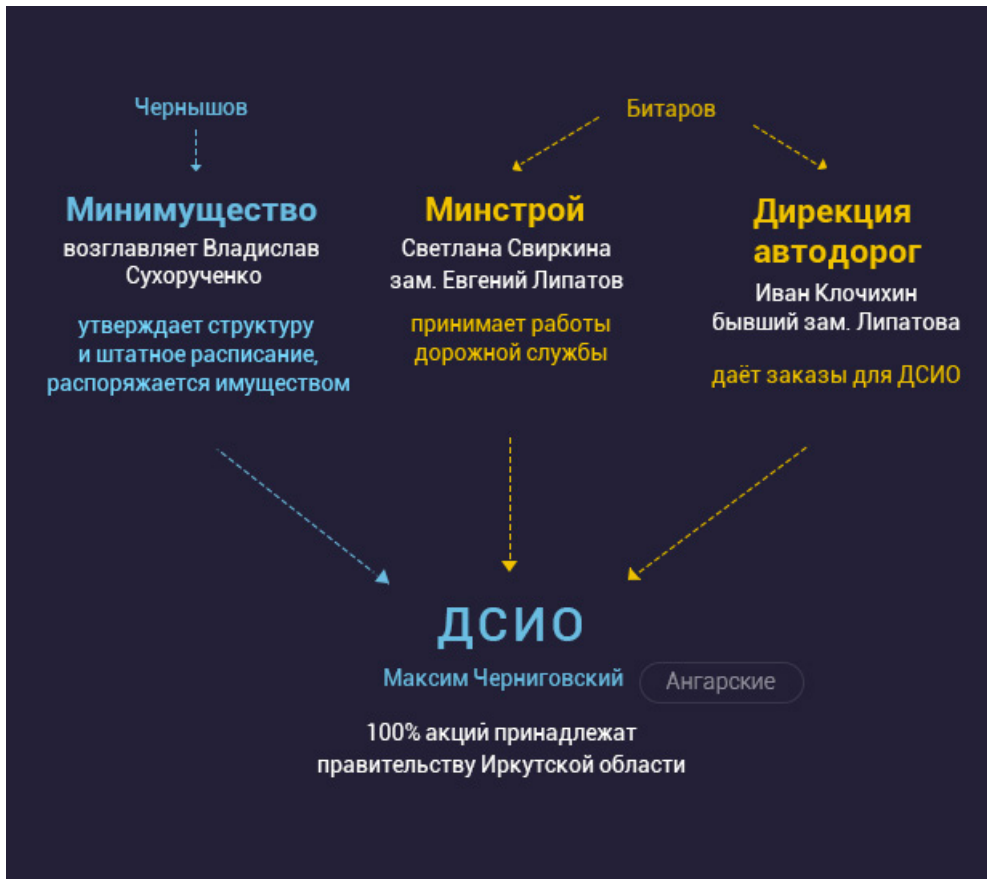 Чернышов
Битаров
Минимущество
возглавляет Владислав
Сухорученко
утверждает структуру
и штатное расписание,
распоряжается имуществом
Минстрой
Светлана Свиркина
зам. Евгений Липатов
принимает работы
дорожной службы
Дирекция
автодорог
Иван Клочихин
бывший зам. Липатова
даёт заказы для ДСИО
ДСИО
Максим Черниговский
Ангарские
100% акций принадлежат
правительству Иркутской области